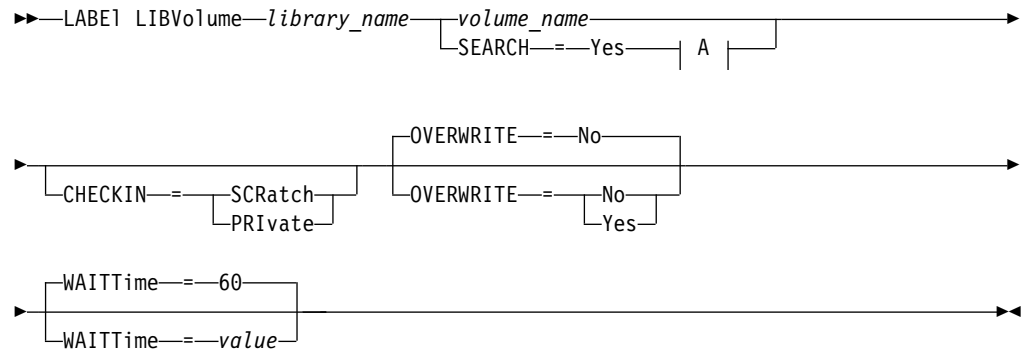 LABEl LIBVolume library_name volume_name
SEARCH = Yes A
OVERWRITE = No
CHECKIN = SCRatch OVERWRITE = No
PRIvate Yes
WAITTime = 60
WAITTime = value